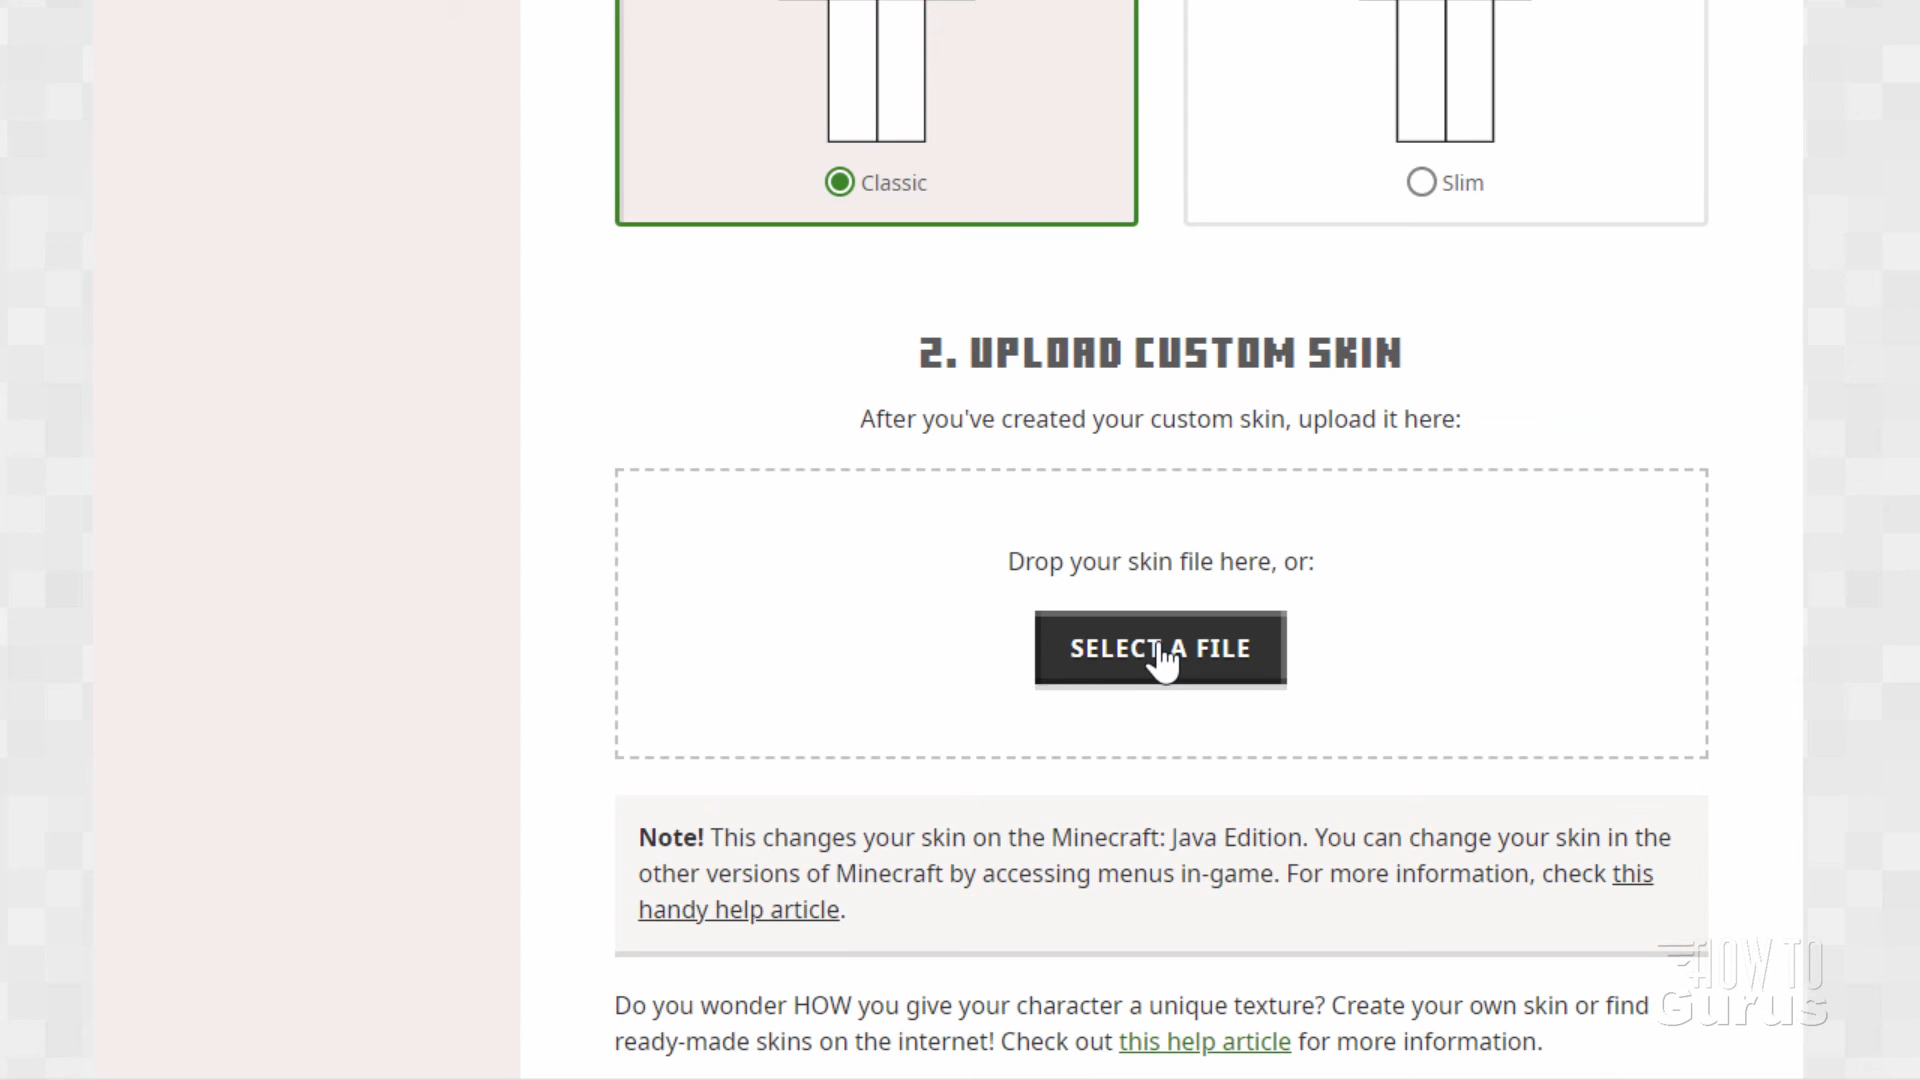 Classic
Slim
2. UPLOAD CUSTOM SKIN
After you've created your custom skin, upload it here:
Drop your skin file here, or:
SELECT A FILE
Note! This changes your skin on the Minecraft: Java Edition. You can change your skin in the
other versions of Minecraft by accessing menus in-game. For more information, check this
handy help article.
Do you wonder HOW you give your character a unique texture? Create your own skin or find
ready-made skins on the internet! Check out this help article for more information.
HOW TO
Gurus